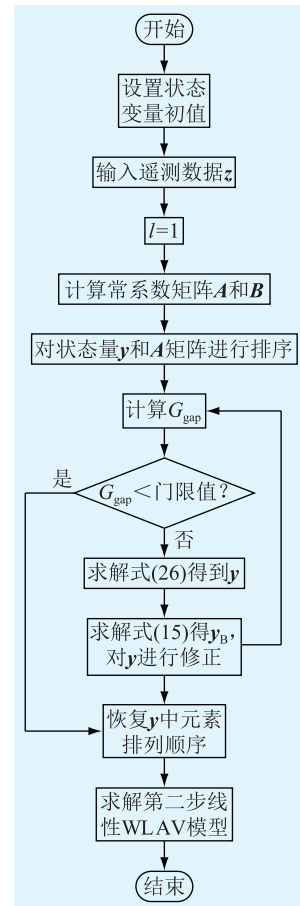 开始
设置状态
变量初值
输入遥测数据z
l=1
计算常系数矩阵A和B
对状态量y和A矩阵进行排序
计算Ggap
是
Ggap<门限值?
否
求解式(26)得到y
求解式(15)得yB,
对y进行修正
恢复y中元素
排列顺序
求解第二步线
性WLAV模型
结束